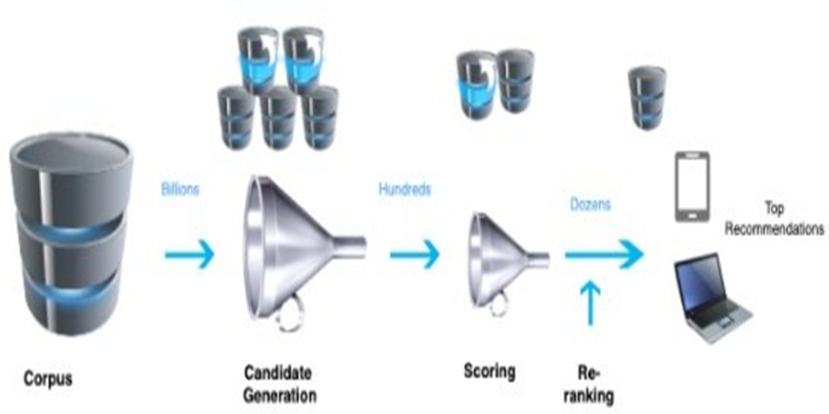 Billions
Hundreds
Dozens
Top
Recommendations
Corpus
Candidate
Generation
Scoring
Re-
ranking